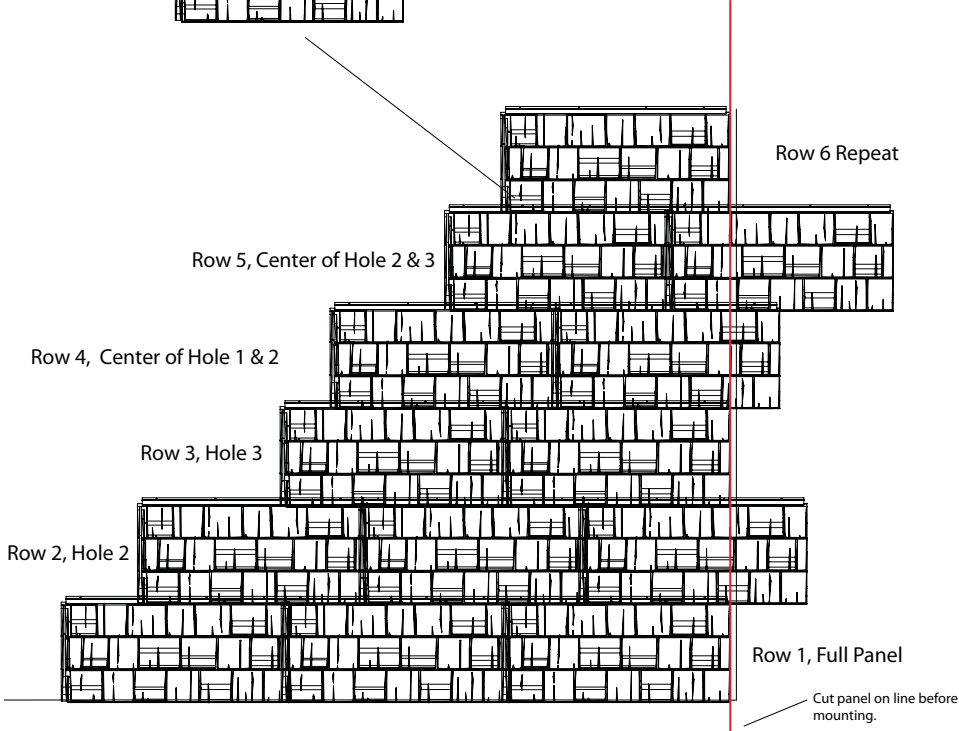 Row 6 Repeat
Row 5, Center of Hole 2 & 3
Row 4, Center of Hole 1 & 2
Row 3, Hole 3
Row 2, Hole 2
Row 1, Full Panel
Cut panel on line before
mounting.